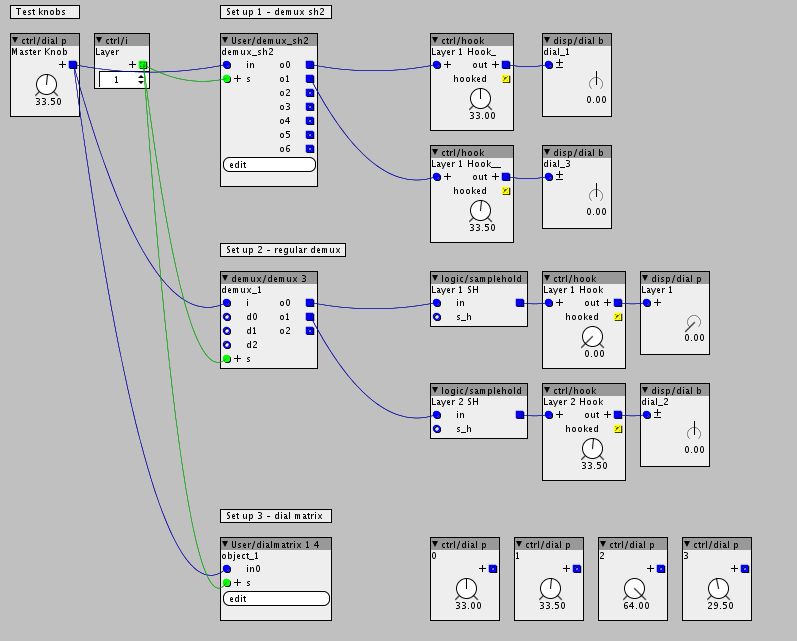 Test knobs
Set up 1 - demux sh2
ctrl/dial p
Master Knob
+
33.50
ctrl/i
Layer
+
1
User/demux_sh2
demux_sh2
in o0
+ s o1
o2
o3
o4
o5
o6
edit
ctrl/hook
Layer 1 Hook_
+ out +
hooked
33.00
disp/dial b
dial_1
±
0.00
ctrl/hook
Layer 1 Hook__
+ out +
hooked
33.50
disp/dial b
dial_3
±
0.00
Set up 2 - regular demux
demux/demux 3
demux_1
i o0
d0 o1
d1 o2
d2
+ s
logic/samplehold
Layer 1 SH
in
s_h
ctrl/hook
Layer 1 Hook
+ out +
hooked
0.00
disp/dial p
Layer 1
+
0.00
logic/samplehold
Layer 2 SH
in
s_h
ctrl/hook
Layer 2 Hook
+ out +
hooked
33.50
disp/dial b
dial_2
±
0.00
Set up 3 - dial matrix
User/dialmatrix 1 4
object_1
in0
+ s
edit
ctrl/dial p
0
+
33.00
ctrl/dial p
1
+
33.50
ctrl/dial p
2
+
64.00
ctrl/dial p
3
+
29.50